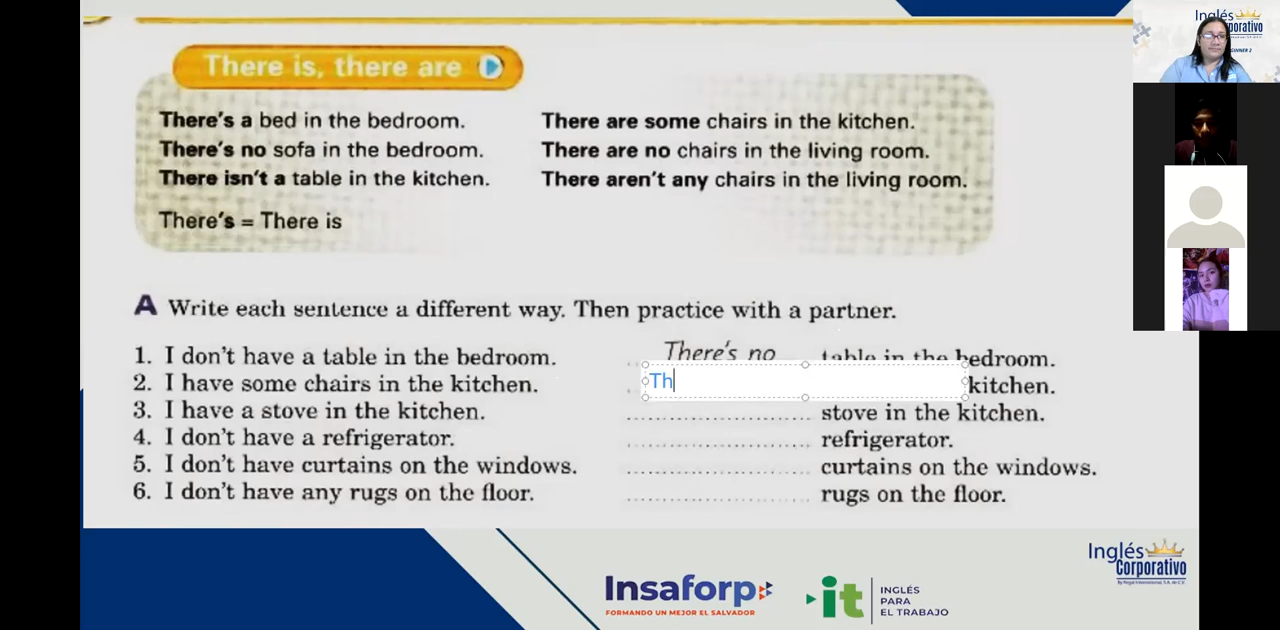 There is, there are
There's a bed in the bedroom.
There's no sofa in the bedroom.
There isn't a table in the kitchen.
There's = There is
There are some chairs in the kitchen.
There are no chairs in the living room.
There aren't any chairs in the living room.
A Write each sentence a different way. Then practice with a partner.
1. I don't have a table in the bedroom. There's no table in the bedroom.
2. I have some chairs in the kitchen. Th kitchen.
3. I have a stove in the kitchen. .......... stove in the kitchen.
4. I don't have a refrigerator. .......... refrigerator.
5. I don't have curtains on the windows. .......... curtains on the windows.
6. I don't have any rugs on the floor. .......... rugs on the floor.
Insaforp
FORMANDO UN MEJOR EL SALVADOR
it INGLÉS
PARA
EL TRABAJO
Inglés
Corporativo
Inglés